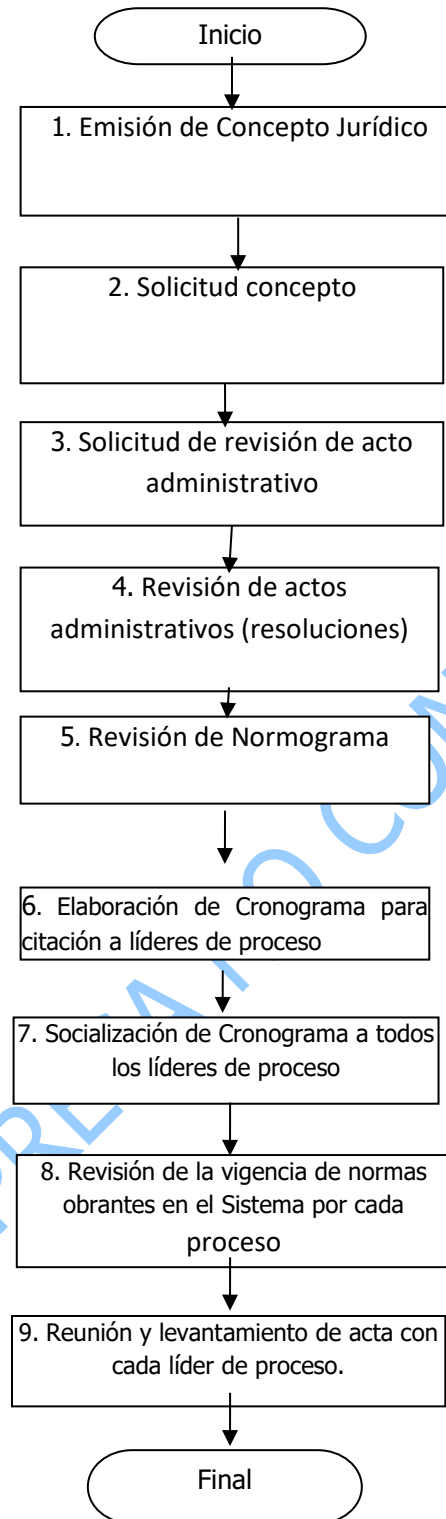 Inicio
1. Emisión de Concepto Jurídico
2. Solicitud concepto
3. Solicitud de revisión de acto
administrativo
4. Revisión de actos
administrativos (resoluciones)
5. Revisión de Normograma
6. Elaboración de Cronograma para
citación a líderes de proceso
7. Socialización de Cronograma a todos
los líderes de proceso
8. Revisión de la vigencia de normas
obrantes en el Sistema por cada
proceso
9. Reunión y levantamiento de acta con
cada líder de proceso.
Final